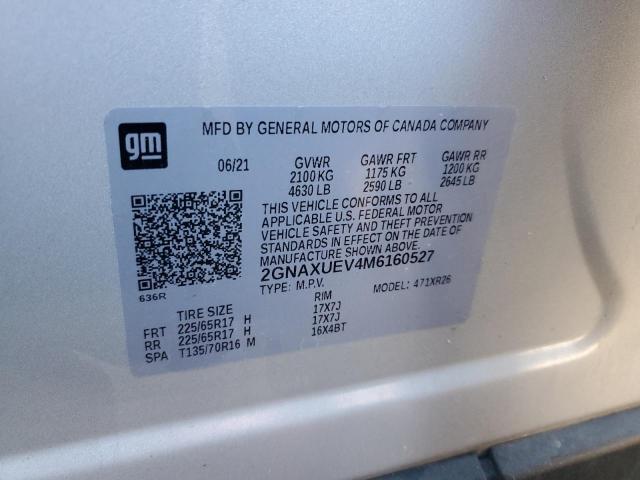 gm
MFD BY GENERAL MOTORS OF CANADA COMPANY
06/21 GVWR GAWR FRT GAWR RR
2100 KG 1175 KG 1200 KG
4630 LB 2590 LB 2645 LB
THIS VEHICLE CONFORMS TO ALL
APPLICABLE U.S. FEDERAL MOTOR
VEHICLE SAFETY AND THEFT PREVENTION
STANDARDS IN EFFECT ON THE DATE OF
MANUFACTURE SHOWN ABOVE.
2GNAXUEV4M6160527
TYPE: M.P.V. MODEL: 471XR26
636R
TIRE SIZE RIM
FRT 225/65R17 H 17X7J
RR 225/65R17 H 17X7J
SPA T135/70R16 M 16X4BT